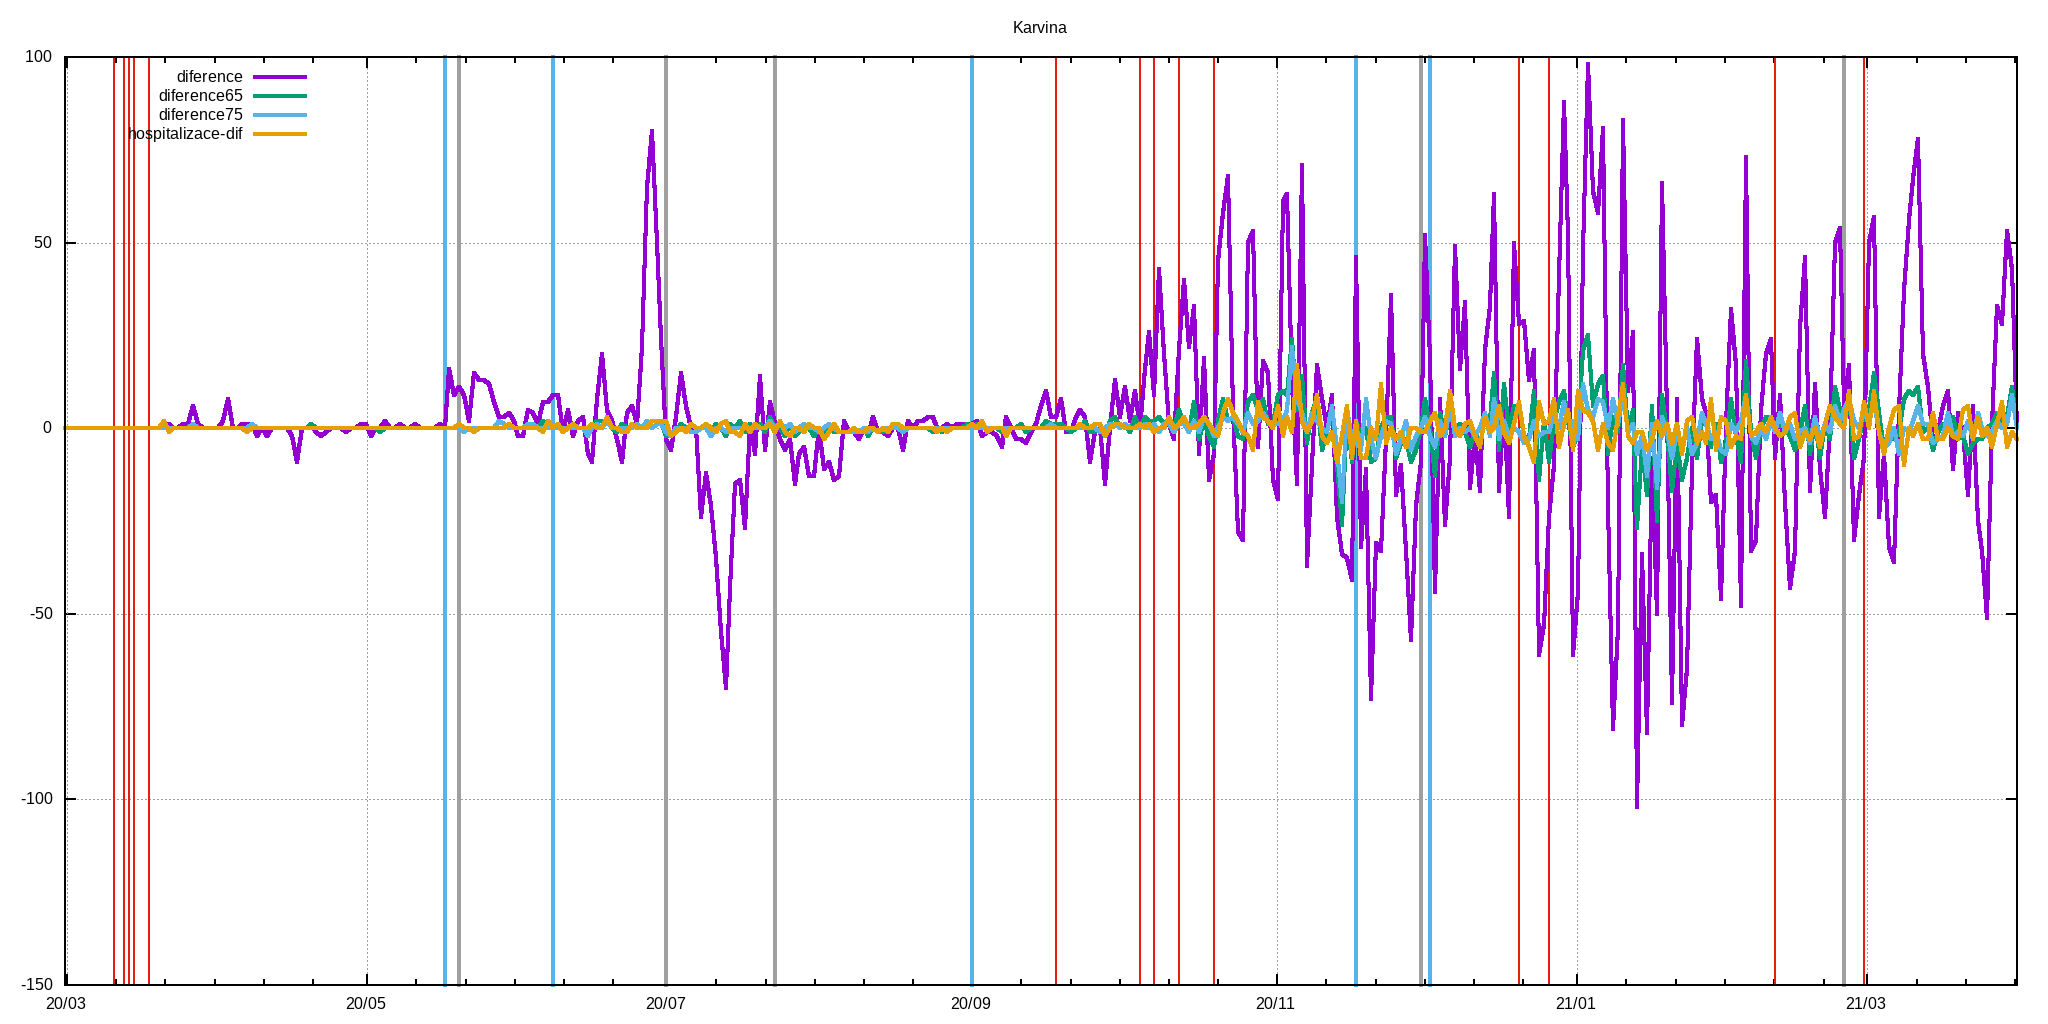 Karvina
100
diference
diference65
diference75
hospitalizace-dif
50
0
-50
-100
-150
20/03 20/05 20/07 20/09 20/11 21/01 21/03